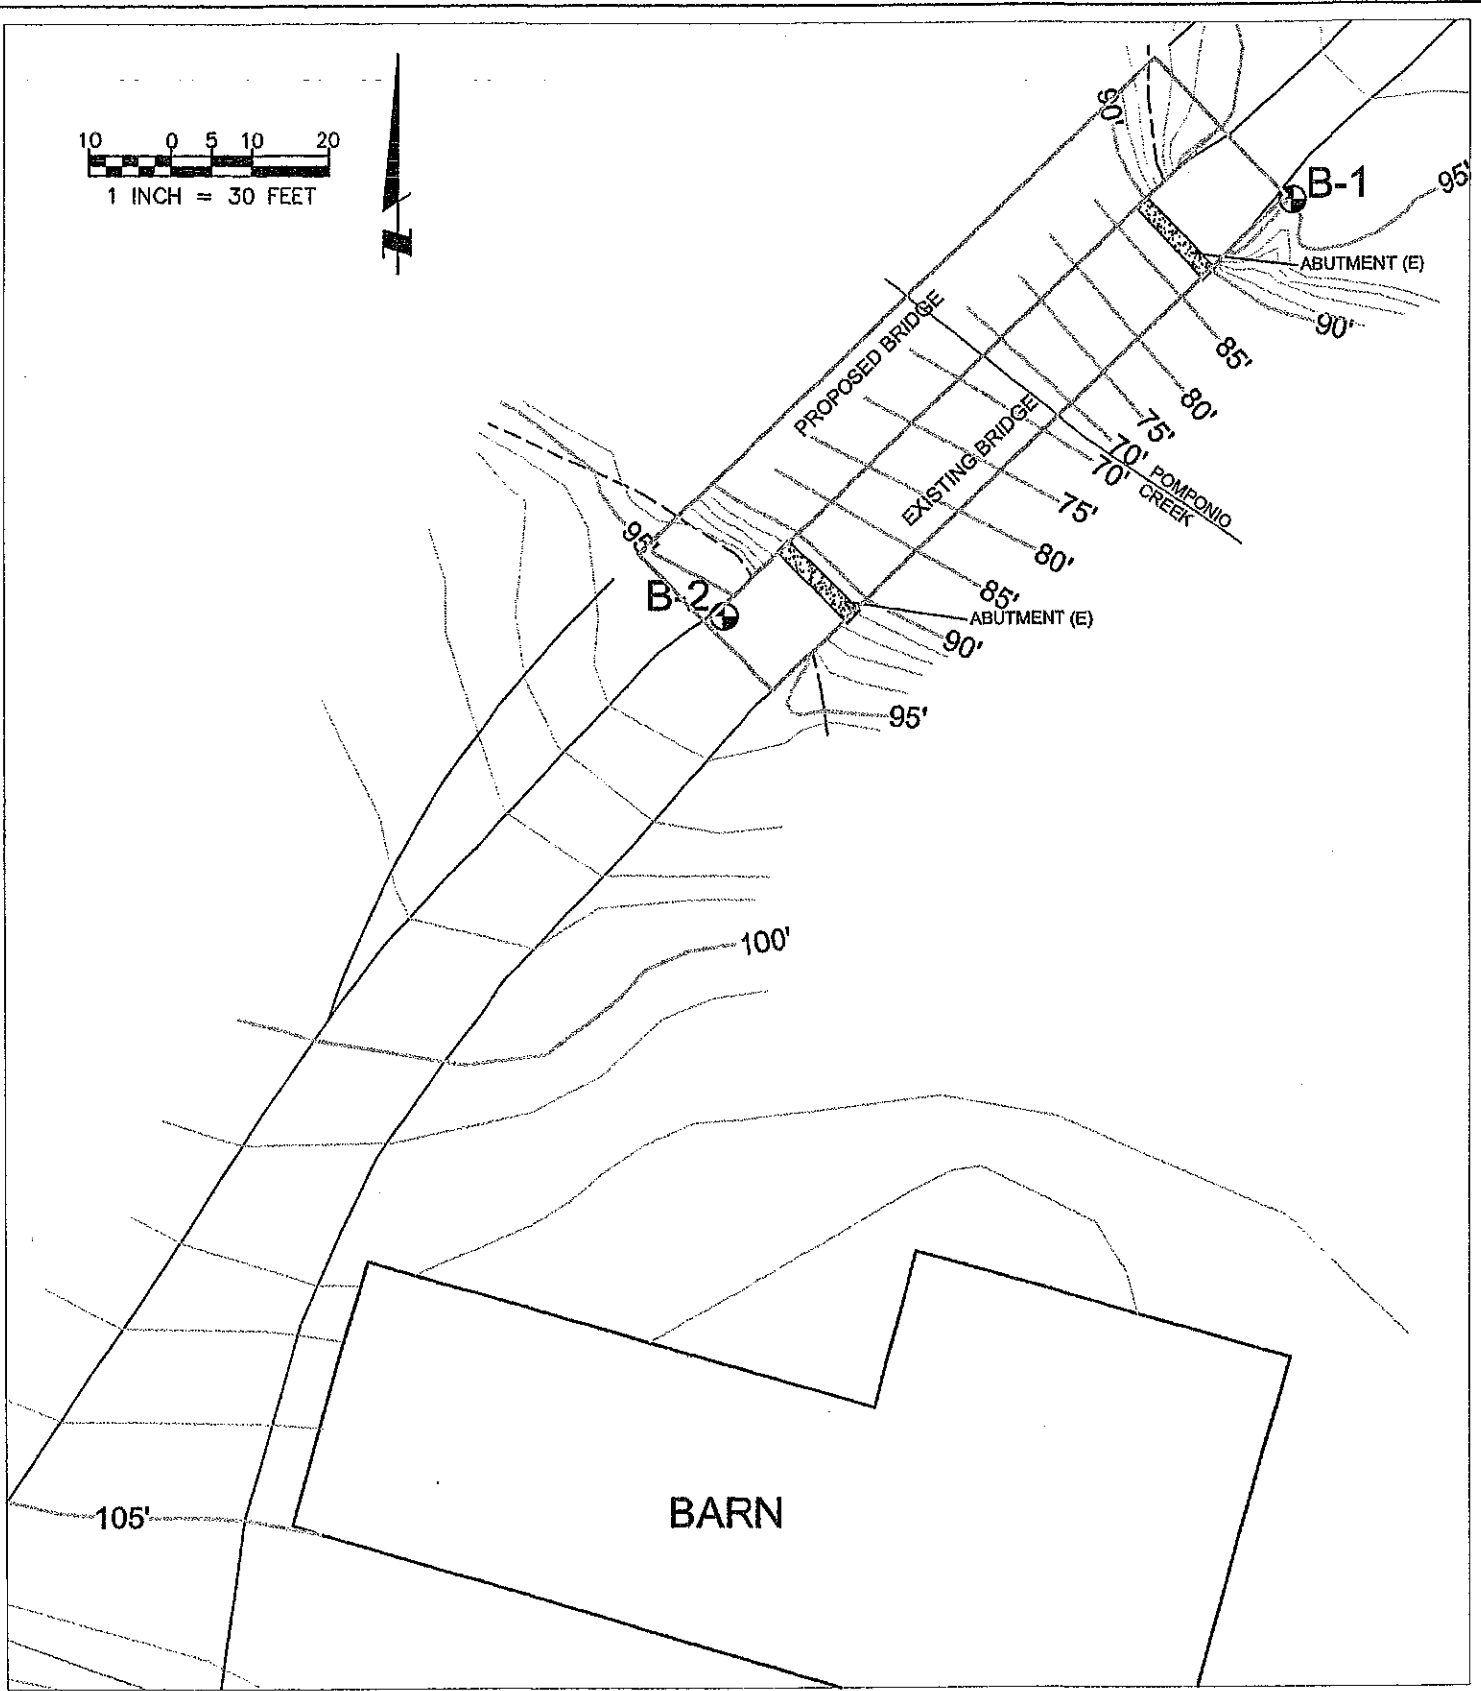 10 0 5 10 20
1 INCH = 30 FEET
N
90'
B-1
95'
ABUTMENT (E)
90'
85'
80'
75'
70'
70'
POMPONIO
CREEK
PROPOSED BRIDGE
EXISTING BRIDGE
75'
80'
85'
ABUTMENT (E)
90'
95'
95'
B-2
100'
105'
BARN